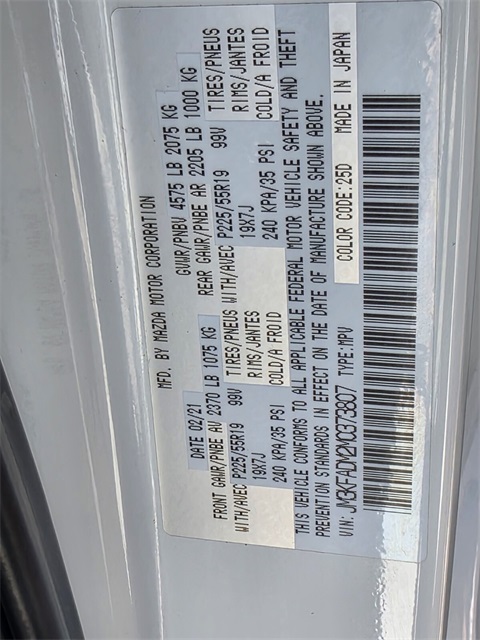 MFD. BY MAZDA MOTOR CORPORATION
DATE 02/21 GVWR/PNBV 4575 LB 2075 KG
FRONT GAWR/PNBE AV 2370 LB 1075 KG REAR GAWR/PNBE AR 2205 LB 1000 KG
WITH/AVEC P225/55R19 99V TIRES/PNEUS WITH/AVEC P225/55R19 99V TIRES/PNEUS
19X7J RIMS/JANTES 19X7J RIMS/JANTES
240 KPA/35 PSI COLD/A FROID 240 KPA/35 PSI COLD/A FROID
THIS VEHICLE CONFORMS TO ALL APPLICABLE FEDERAL MOTOR VEHICLE SAFETY AND THEFT
PREVENTION STANDARDS IN EFFECT ON THE DATE OF MANUFACTURE SHOWN ABOVE.
VIN: JM3KFADM2M0373807 TYPE: MPV COLOR CODE: 25D MADE IN JAPAN